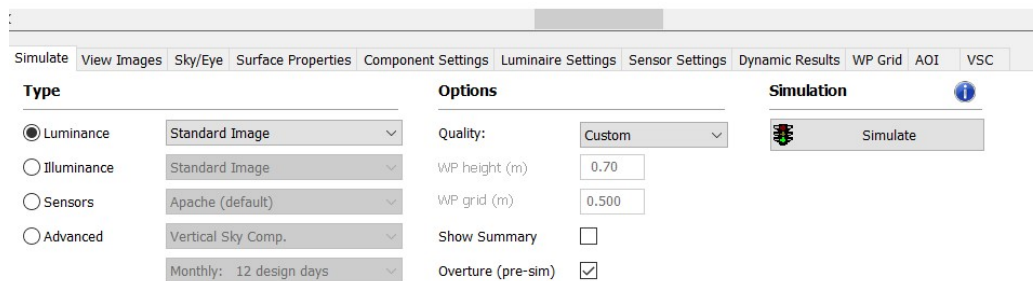 Simulate View Images Sky/Eye Surface Properties Component Settings Luminaire Settings Sensor Settings Dynamic Results WP Grid AOI VSC
Type Options Simulation
Luminance Standard Image Quality: Custom Simulate
Illuminance Standard Image WP height (m) 0.70
Sensors Apache (default) WP grid (m) 0.500
Advanced Vertical Sky Comp. Show Summary
Monthly: 12 design days Overture (pre-sim)